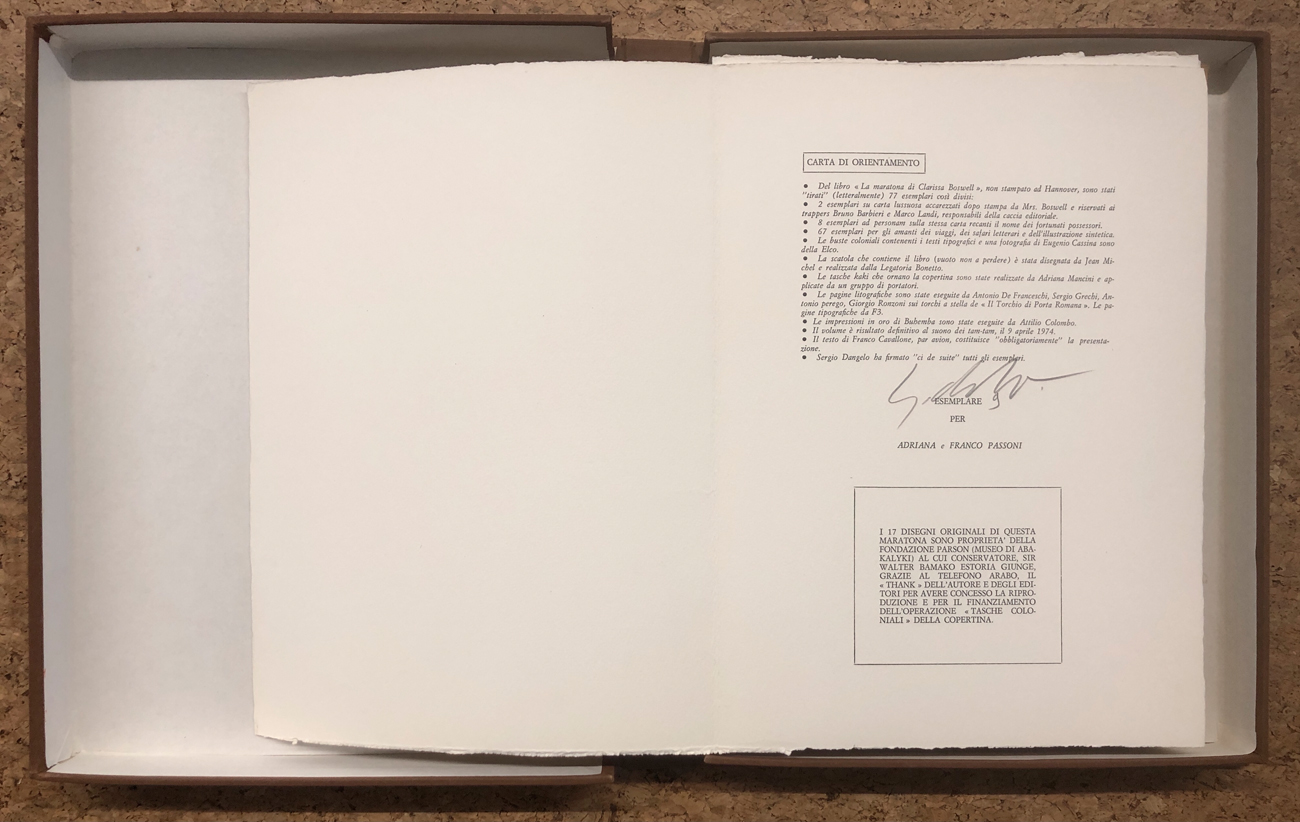 CARTA DI ORIENTAMENTO
● Del libro « La maratona di Clarissa Boswell », non stampato ad Hannover, sono stati
"tirati" (letteralmente) 77 esemplari così divisi:
● 2 esemplari su carta lussuosa accarezzati dopo stampa da Mrs. Boswell e riservati ai
trappers Bruno Barbieri e Marco Landi, responsabili della caccia editoriale.
● 8 esemplari ad personam sulla stessa carta recanti il nome dei fortunati possessori.
● 67 esemplari per gli amanti dei viaggi, dei safari letterari e dell'illustrazione sintetica.
● Le buste coloniali contenenti i testi tipografici e una fotografia di Eugenio Cassina sono
della Elco.
● La scatola che contiene il libro (vuoto non a perdere) è stata disegnata da Jean Mi-
chel e realizzata dalla Legatoria Bonetto.
● Le tasche kaki che ornano la copertina sono state realizzate da Adriana Mancini e ap-
plicate da un gruppo di portatori.
● Le pagine litografiche sono state eseguite da Antonio De Franceschi, Sergio Grechi, An-
tonio perego, Giorgio Ronzoni sui torchi a stella de « Il Torchio di Porta Romana ». Le pa-
gine tipografiche da F3.
● Le impressioni in oro di Buhemba sono state eseguite da Attilio Colombo.
● Il volume è risultato definitivo al suono dei tam-tam, il 9 aprile 1974.
● Il testo di Franco Cavallone, par avion, costituisce "obbligatoriamente" la presenta-
zione.
● Sergio Dangelo ha firmato "ci de suite" tutti gli esemplari.
ESEMPLARE
PER
ADRIANA e FRANCO PASSONI
I 17 DISEGNI ORIGINALI DI QUESTA
MARATONA SONO PROPRIETA' DELLA
FONDAZIONE PARSON (MUSEO DI ABA-
KALYKI) AL CUI CONSERVATORE, SIR
WALTER BAMAKO ESTORIA GIUNGE,
GRAZIE AL TELEFONO ARABO, IL
« THANK » DELL'AUTORE E DEGLI EDI-
TORI PER AVERE CONCESSO LA RIPRO-
DUZIONE E PER IL FINANZIAMENTO
DELL'OPERAZIONE « TASCHE COLO-
NIALI » DELLA COPERTINA.